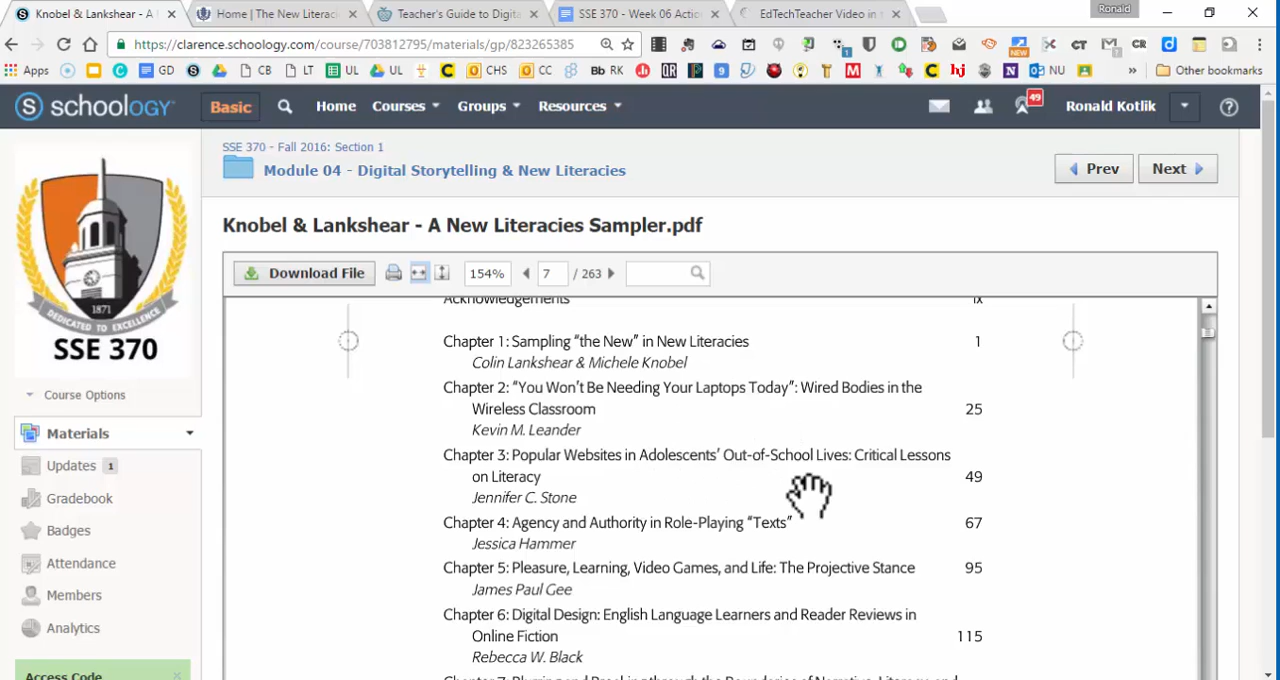 Schoology - A
Home | The New Literac
Teacher's Guide to Digita
SSE 370 - Week 06 Actio
EdTechTeacher Video in
Ronald
https://clarence.schoology.com/course/703812795/materials/gp/823265385
Apps
GD
CB
LT
UL
UL
CHS
CC
Bb RK
NU
Other bookmarks
schoology
Basic
Home
Courses
Groups
Resources
49
Ronald Kotlik
SSE 370 - Fall 2016: Section 1
Module 04 - Digital Storytelling & New Literacies
Prev
Next
1871
DEDICATED TO EXCELLENCE
SSE 370
Course Options
Materials
Updates 1
Gradebook
Badges
Attendance
Members
Analytics
Access Code
Knobel & Lankshear - A New Literacies Sampler.pdf
Download File
154%
7 / 263
Acknowledgements ix
Chapter 1: Sampling “the New” in New Literacies 1
Colin Lankshear & Michele Knobel
Chapter 2: “You Won’t Be Needing Your Laptops Today”: Wired Bodies in the
Wireless Classroom 25
Kevin M. Leander
Chapter 3: Popular Websites in Adolescents’ Out-of-School Lives: Critical Lessons
on Literacy 49
Jennifer C. Stone
Chapter 4: Agency and Authority in Role-Playing “Texts” 67
Jessica Hammer
Chapter 5: Pleasure, Learning, Video Games, and Life: The Projective Stance 95
James Paul Gee
Chapter 6: Digital Design: English Language Learners and Reader Reviews in
Online Fiction 115
Rebecca W. Black